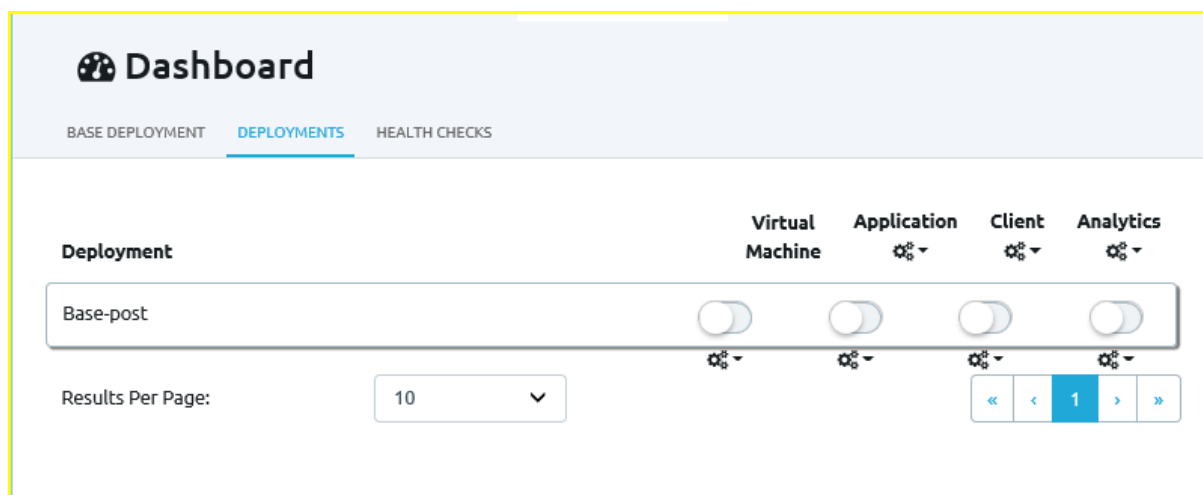 Dashboard
BASE DEPLOYMENT DEPLOYMENTS HEALTH CHECKS
Deployment
Virtual
Machine
Application
Client
Analytics
Base-post
Results Per Page:
10
« ‹ 1 › »